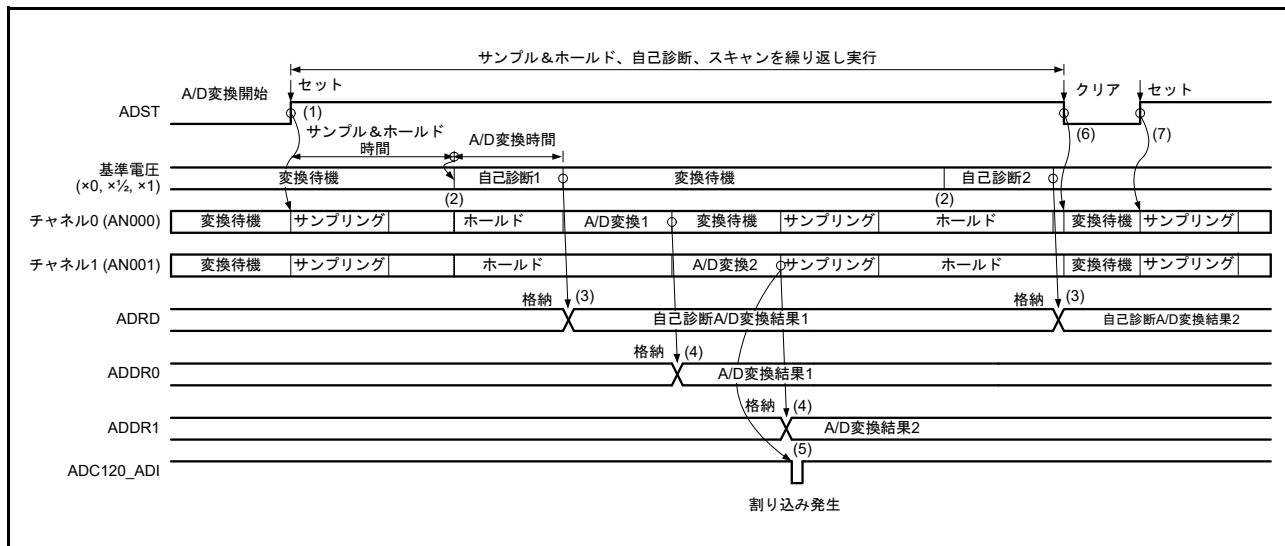 サンプル＆ホールド、自己診断、スキャンを繰り返し実行
A/D変換開始 セット クリア セット
ADST (1) (6) (7)
サンプル＆ホールド時間 A/D変換時間
基準電圧
(×0, ×½, ×1) 変換待機 自己診断1 変換待機 自己診断2
(2) (2)
チャネル0 (AN000) 変換待機 サンプリング ホールド A/D変換1 変換待機 サンプリング ホールド 変換待機 サンプリング
チャネル1 (AN001) 変換待機 サンプリング ホールド A/D変換2 サンプリング ホールド 変換待機 サンプリング
格納 (3) 格納 (3)
ADRD 自己診断A/D変換結果1 自己診断A/D変換結果2
格納 (4)
ADDR0 A/D変換結果1
格納 (4)
ADDR1 A/D変換結果2
(5)
ADC120_ADI
割り込み発生